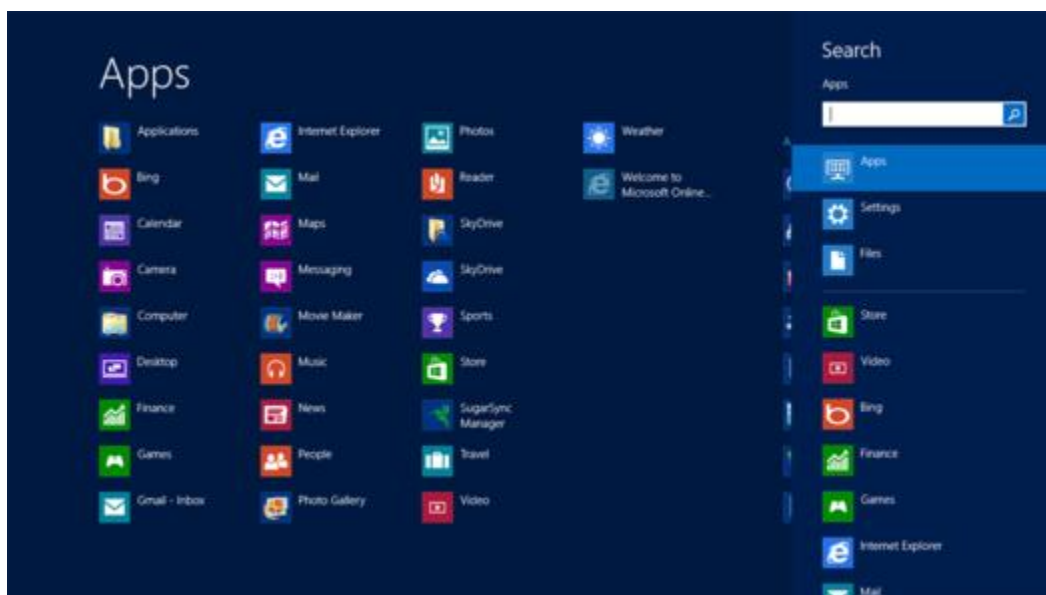 Apps
Applications
Bing
Calendar
Camera
Computer
Desktop
Finance
Games
Gmail - Inbox
Internet Explorer
Mail
Maps
Messaging
Movie Maker
Music
News
People
Photo Gallery
Photos
Reader
SkyDrive
SkyDrive
Sports
Store
SugarSync
Manager
Travel
Video
Weather
Welcome to
Microsoft Online...
Search
Apps
Apps
Settings
Files
Store
Video
Bing
Finance
Games
Internet Explorer
Mail